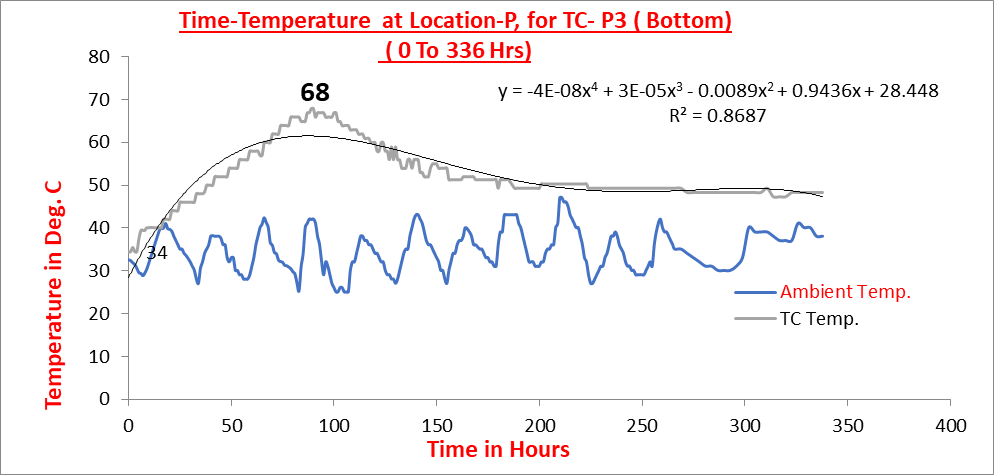 Time-Temperature at Location-P, for TC- P3 ( Bottom)
( 0 To 336 Hrs)
y = -4E-08x⁴ + 3E-05x³ - 0.0089x² + 0.9436x + 28.448
R² = 0.8687
68
34
Temperature in Deg. C
80
70
60
50
40
30
20
10
0
Ambient Temp.
TC Temp.
0 50 100 150 200 250 300 350 400
Time in Hours